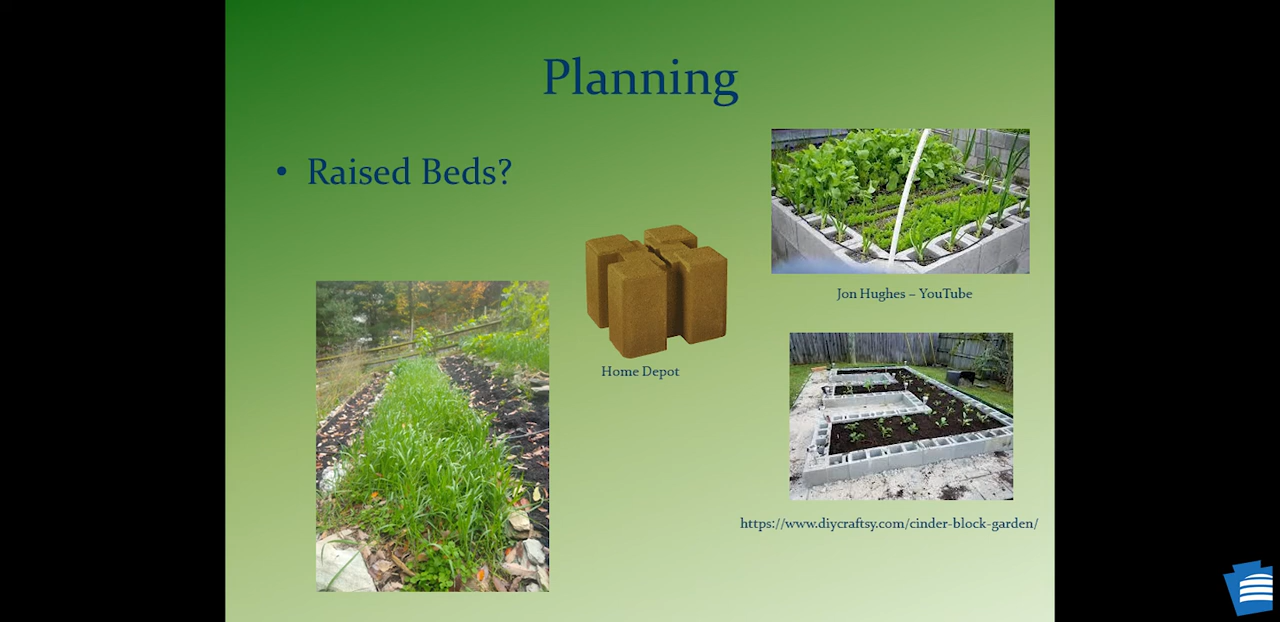 Planning
• Raised Beds?
Jon Hughes – YouTube
Home Depot
https://www.diycraftsy.com/cinder-block-garden/